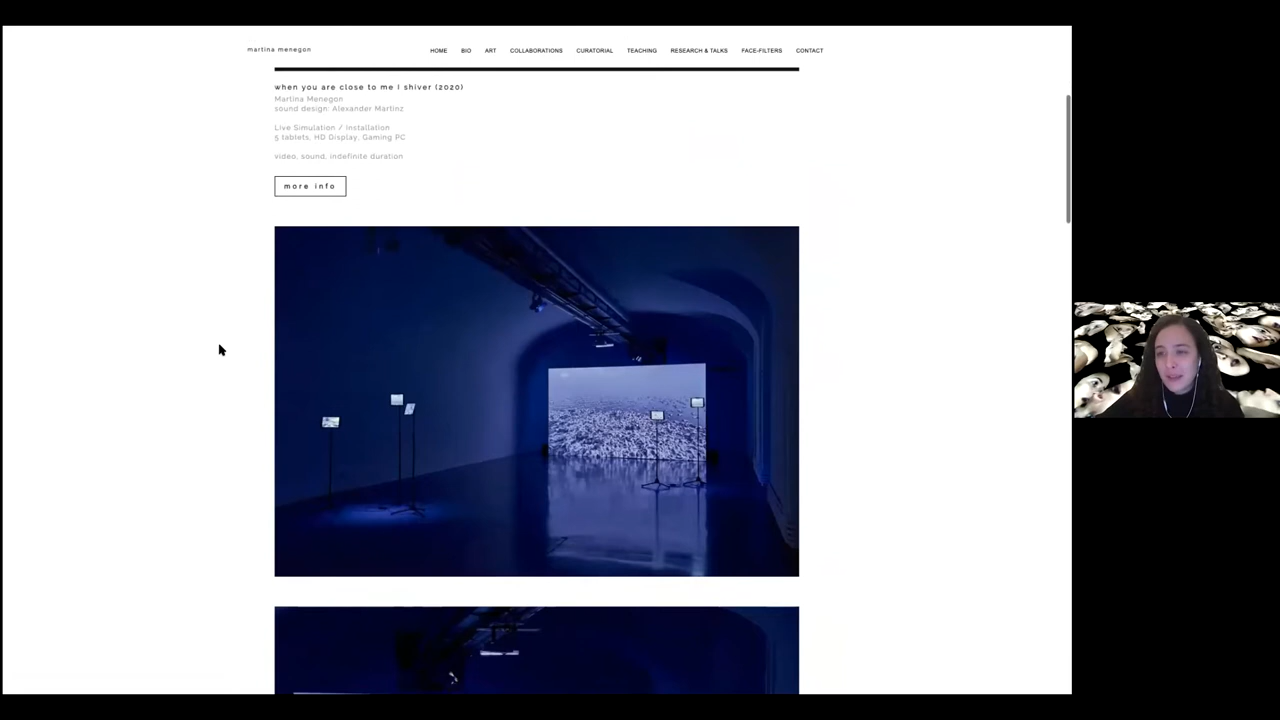 martina menegon
HOME BIO ART COLLABORATIONS CURATORIAL TEACHING RESEARCH & TALKS FACE-FILTERS CONTACT
when you are close to me I shiver (2020)
Martina Menegon
sound design: Alexander Martinz
Live Simulation / Installation
5 tablets, HD Display, Gaming PC
video, sound, indefinite duration
more info